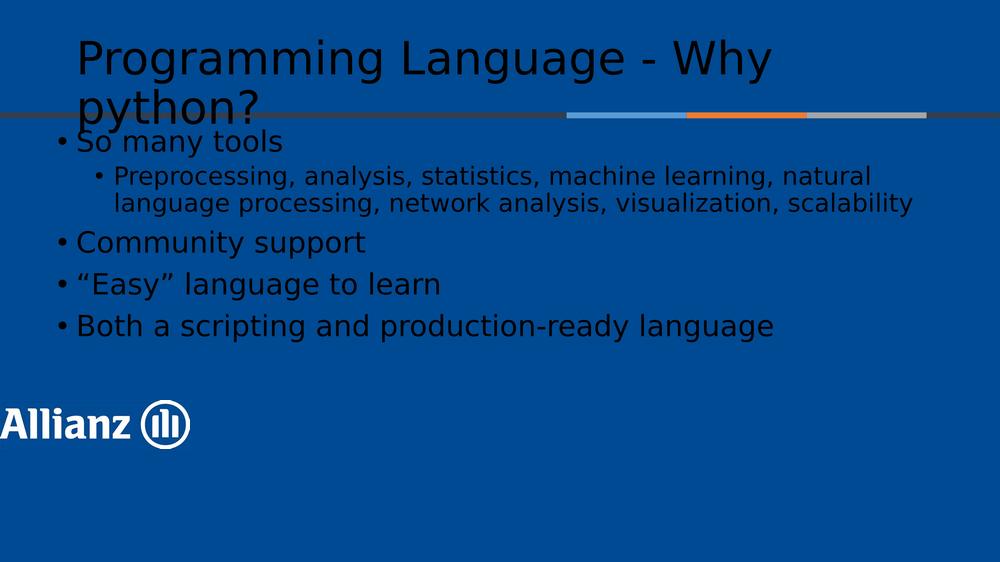 Programming Language - Why
python?
• So many tools
• Preprocessing, analysis, statistics, machine learning, natural
language processing, network analysis, visualization, scalability
• Community support
• “Easy” language to learn
• Both a scripting and production-ready language
Allianz